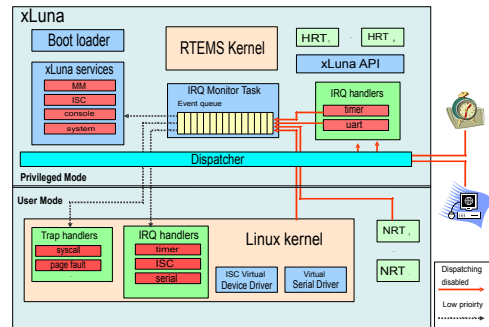 xLuna
Boot loader
RTEMS Kernel
HRT
HRT
xLuna services
MM
ISC
console
system
IRQ Monitor Task
Event queue
xLuna API
IRQ handlers
timer
uart
Dispatcher
Privileged Mode
User Mode
Trap handlers
syscall
page fault
IRQ handlers
timer
ISC
serial
Linux kernel
ISC Virtual
Device Driver
Virtual
Serial Driver
NRT
NRT
Dispatching
disabled
Low prioirty